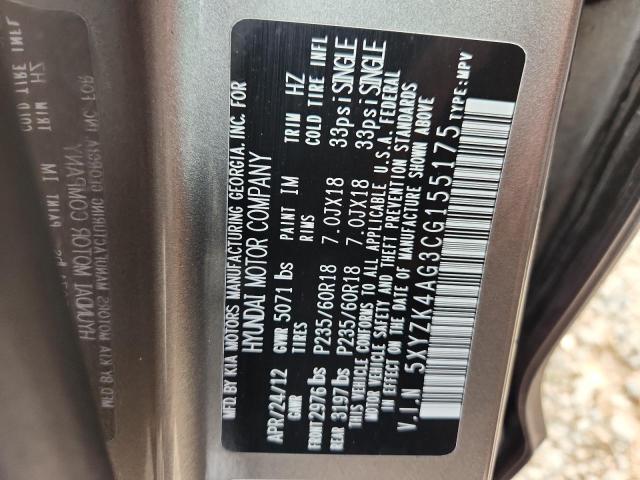 MFD BY KIA MOTORS MANUFACTURING GEORGIA, INC. FOR
HYUNDAI MOTOR COMPANY
APR/24/12 GVWR 5071 lbs PAINT IM TRIM HZ
GAWR TIRES RIMS COLD TIRE INFL
FRONT 2976 lbs P235/60R18 7.0JX18 33psi SINGLE
REAR 3197 lbs P235/60R18 7.0JX18 33psi SINGLE
THIS VEHICLE CONFORMS TO ALL APPLICABLE U.S.A. FEDERAL
MOTOR VEHICLE SAFETY AND THEFT PREVENTION STANDARDS
IN EFFECT ON THE DATE OF MANUFACTURE SHOWN ABOVE.
V.I.N 5XYZK4AG3CG155175 TYPE:MPV